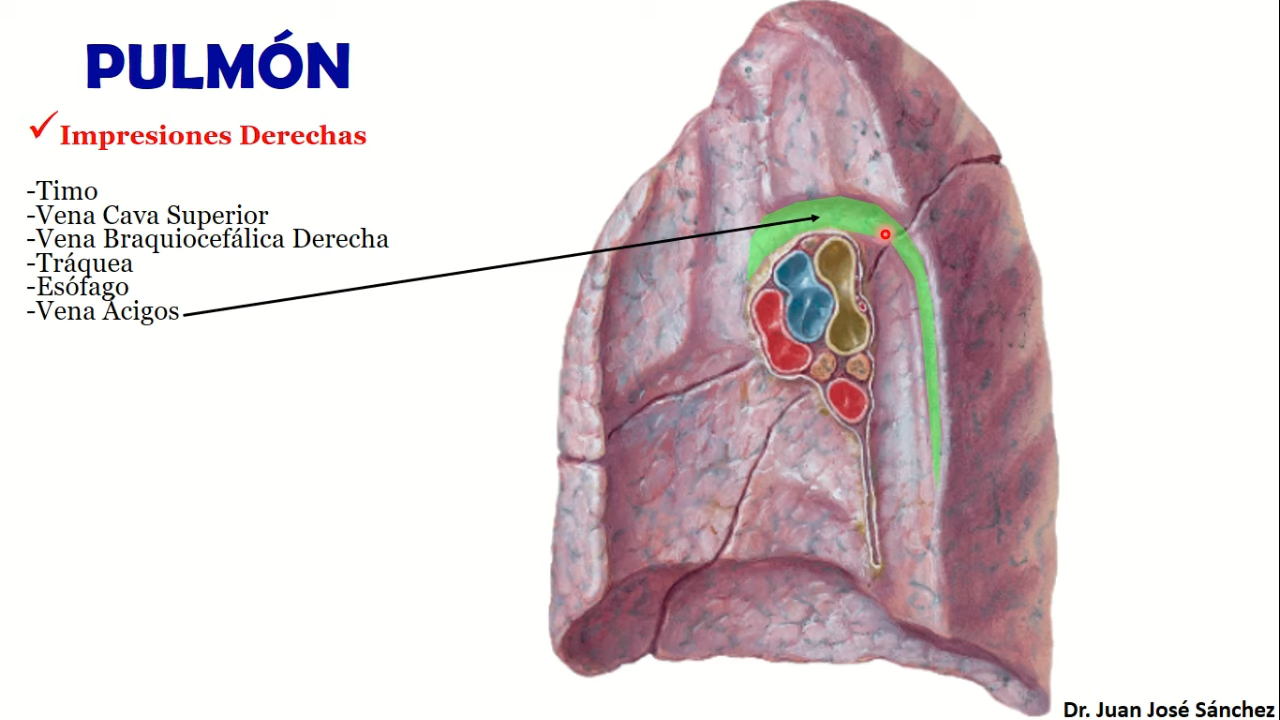 PULMÓN
✓Impresiones Derechas
-Timo
-Vena Cava Superior
-Vena Braquiocefálica Derecha
-Tráquea
-Esófago
-Vena Ácigos
Dr. Juan José Sánchez